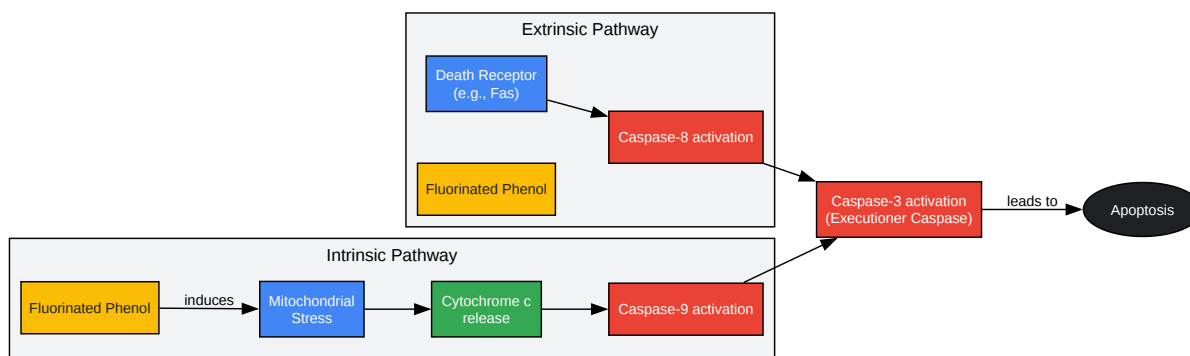 Extrinsic Pathway
Death Receptor
(e.g., Fas)
Caspase-8 activation
Fluorinated Phenol
Caspase-3 activation
(Executioner Caspase)
leads to
Apoptosis
Intrinsic Pathway
Fluorinated Phenol
induces
Mitochondrial
Stress
Cytochrome c
release
Caspase-9 activation